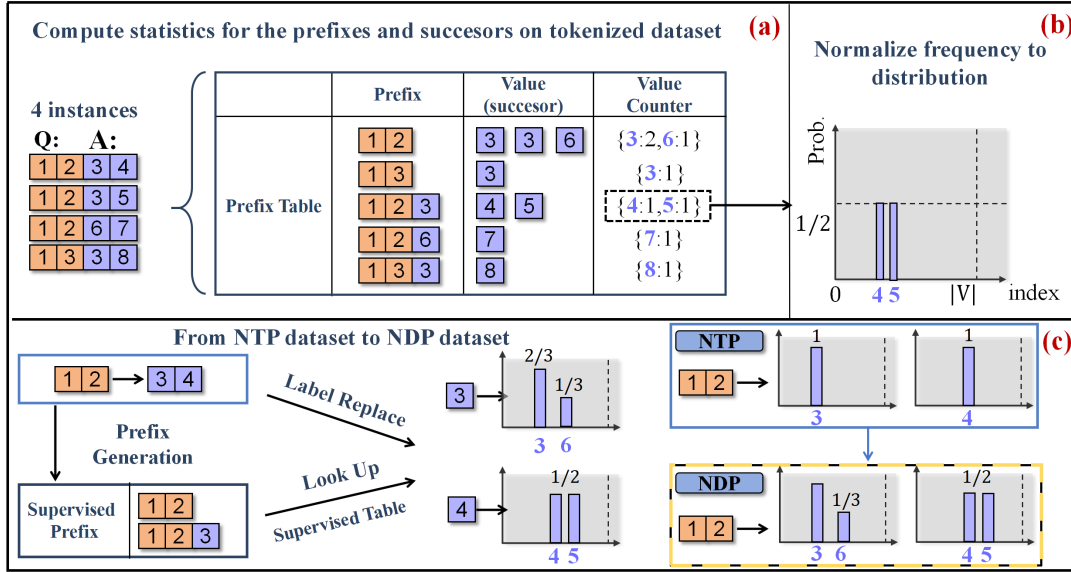 Compute statistics for the prefixes and succesors on tokenized dataset (a)
4 instances
Q: A:
1 2 3 4
1 2 3 5
1 2 6 7
1 3 3 8
Prefix Value (succesor) Value Counter
Prefix Table
1 2 3 3 6 {3:2,6:1}
1 3 3 {3:1}
1 2 3 4 5 {4:1,5:1}
1 2 6 7 {7:1}
1 3 3 8 {8:1}
(b)
Normalize frequency to
distribution
Prob.
1/2
4 5
0 |V| index
From NTP dataset to NDP dataset
1 2 3 4
Prefix
Generation
Supervised
Prefix
1 2
1 2 3
Label Replace
Look Up
Supervised Table
3
2/3
1/3
3 6
4
1/2
4 5
(c)
NTP
1 2
1
3
1
4
NDP
1 2
1/3
3 6
1/2
4 5